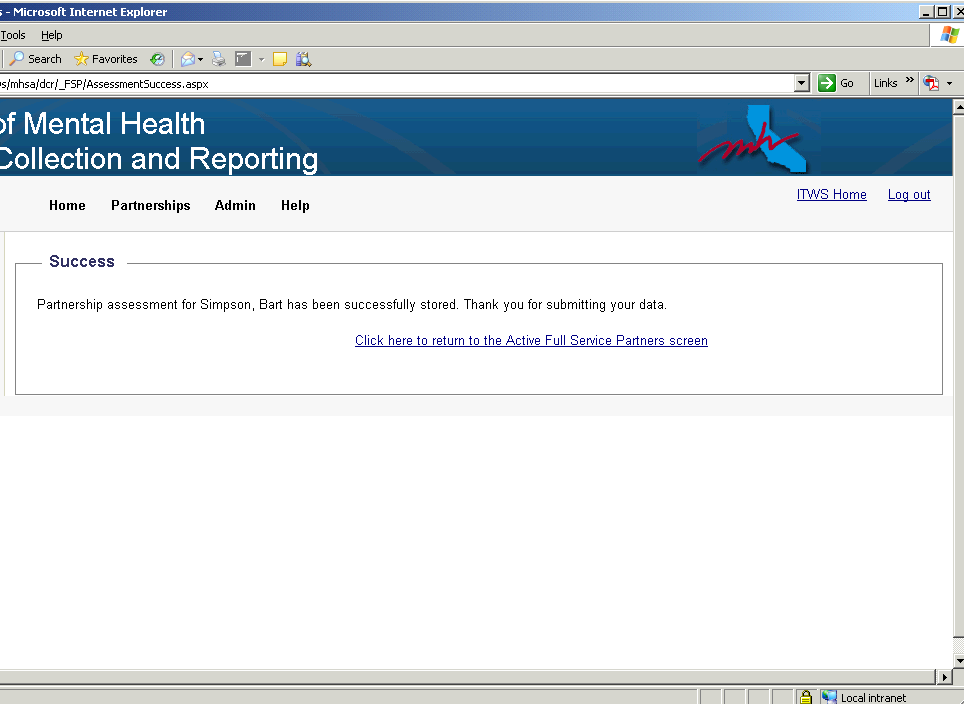 s - Microsoft Internet Explorer
Tools Help
Search Favorites
s/mhsa/dcr/_FSP/AssessmentSuccess.aspx Go Links »
of Mental Health
Collection and Reporting
mh
Home Partnerships Admin Help
ITWS Home Log out
Success
Partnership assessment for Simpson, Bart has been successfully stored. Thank you for submitting your data.
Click here to return to the Active Full Service Partners screen
Local intranet